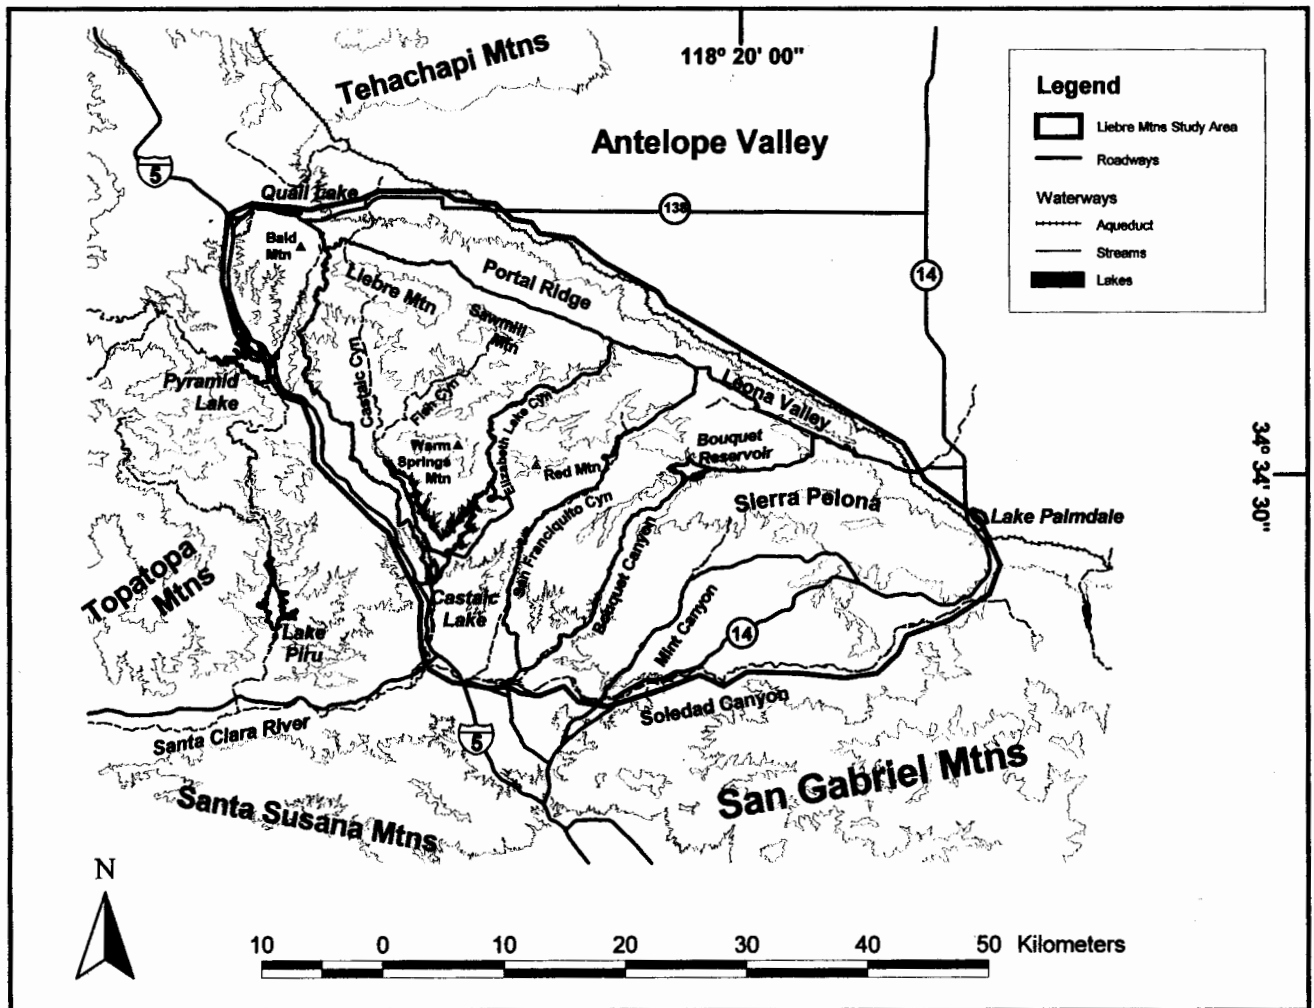 118° 20' 00"
Tehachapi Mtns
Antelope Valley
Legend
Liebre Mtns Study Area
Roadways
Waterways
Aqueduct
Streams
Lakes
5
Quail Lake
138
14
Bald
Mtn
Liebre Mtn
Portal Ridge
Sawmill
Mtn
Castaic Cyn
Fish Cyn
Pyramid
Lake
Elizabeth Lake Cyn
Leona Valley
Warm
Springs
Mtn
Red Mtn
Bouquet
Reservoir
34° 34' 30"
Sierra Pelona
Lake Palmdale
San Franciquito Cyn
Bouquet Canyon
Topatopa
Mtns
Castaic
Lake
Mint Canyon
14
Lake
Piru
Soledad Canyon
Santa Clara River
5
San Gabriel Mtns
Santa Susana Mtns
N
10 0 10 20 30 40 50 Kilometers